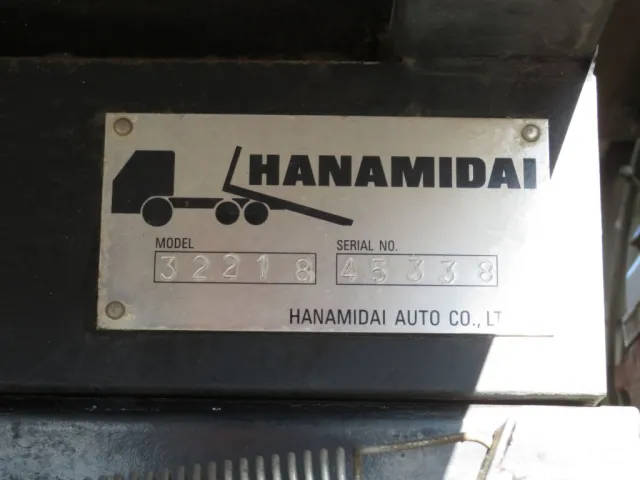 HANAMIDAI
MODEL SERIAL NO.
32218 45338
HANAMIDAI AUTO CO., LT